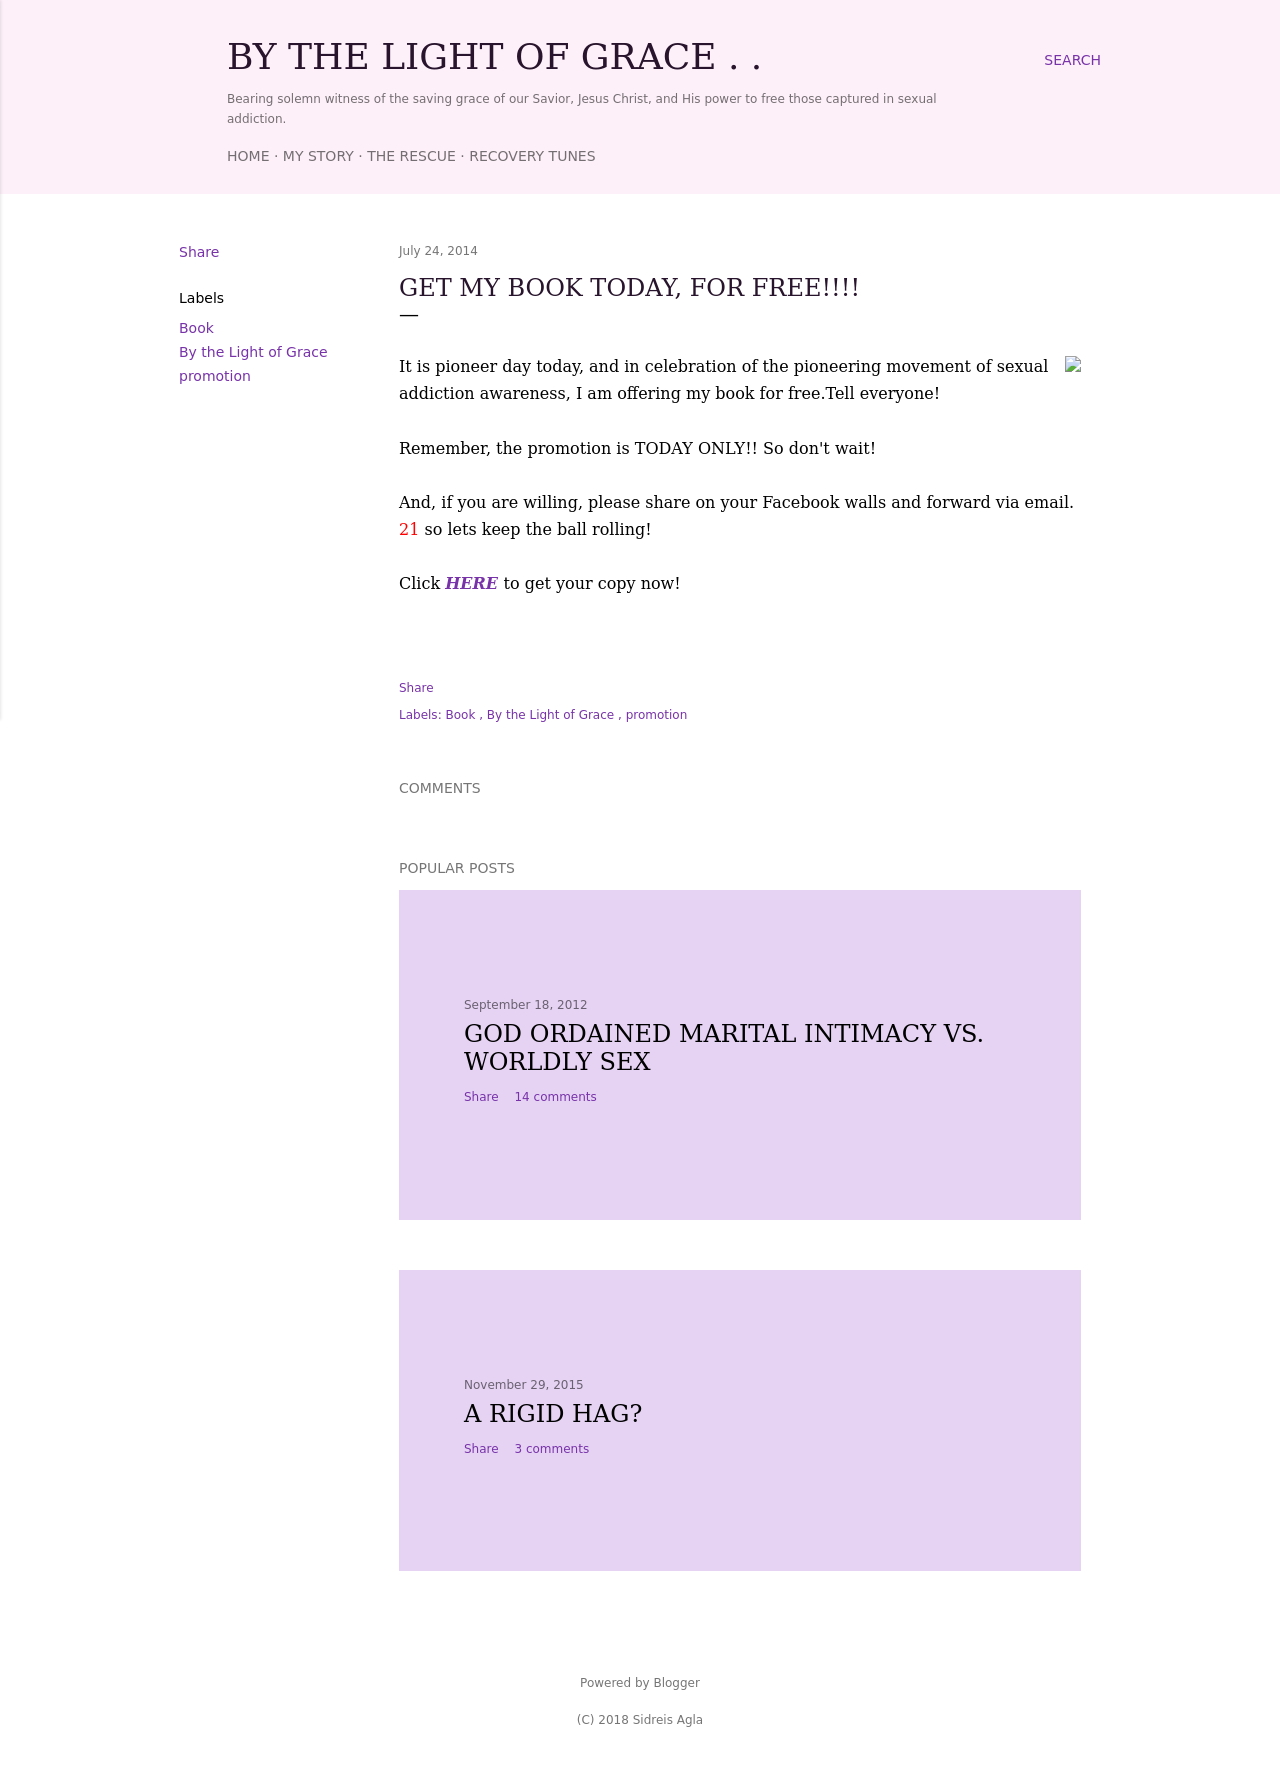 BY THE LIGHT OF GRACE . .
SEARCH
Bearing solemn witness of the saving grace of our Savior, Jesus Christ, and His power to free those captured in sexual
addiction.
HOME · MY STORY · THE RESCUE · RECOVERY TUNES
Share
Labels
Book
By the Light of Grace
promotion
July 24, 2014
GET MY BOOK TODAY, FOR FREE!!!!
It is pioneer day today, and in celebration of the pioneering movement of sexual
addiction awareness, I am offering my book for free.Tell everyone!
Remember, the promotion is TODAY ONLY!! So don't wait!
And, if you are willing, please share on your Facebook walls and forward via email.
21 so lets keep the ball rolling!
Click HERE to get your copy now!
Share
Labels: Book , By the Light of Grace , promotion
COMMENTS
POPULAR POSTS
September 18, 2012
GOD ORDAINED MARITAL INTIMACY VS.
WORLDLY SEX
Share 14 comments
November 29, 2015
A RIGID HAG?
Share 3 comments
Powered by Blogger
(C) 2018 Sidreis Agla